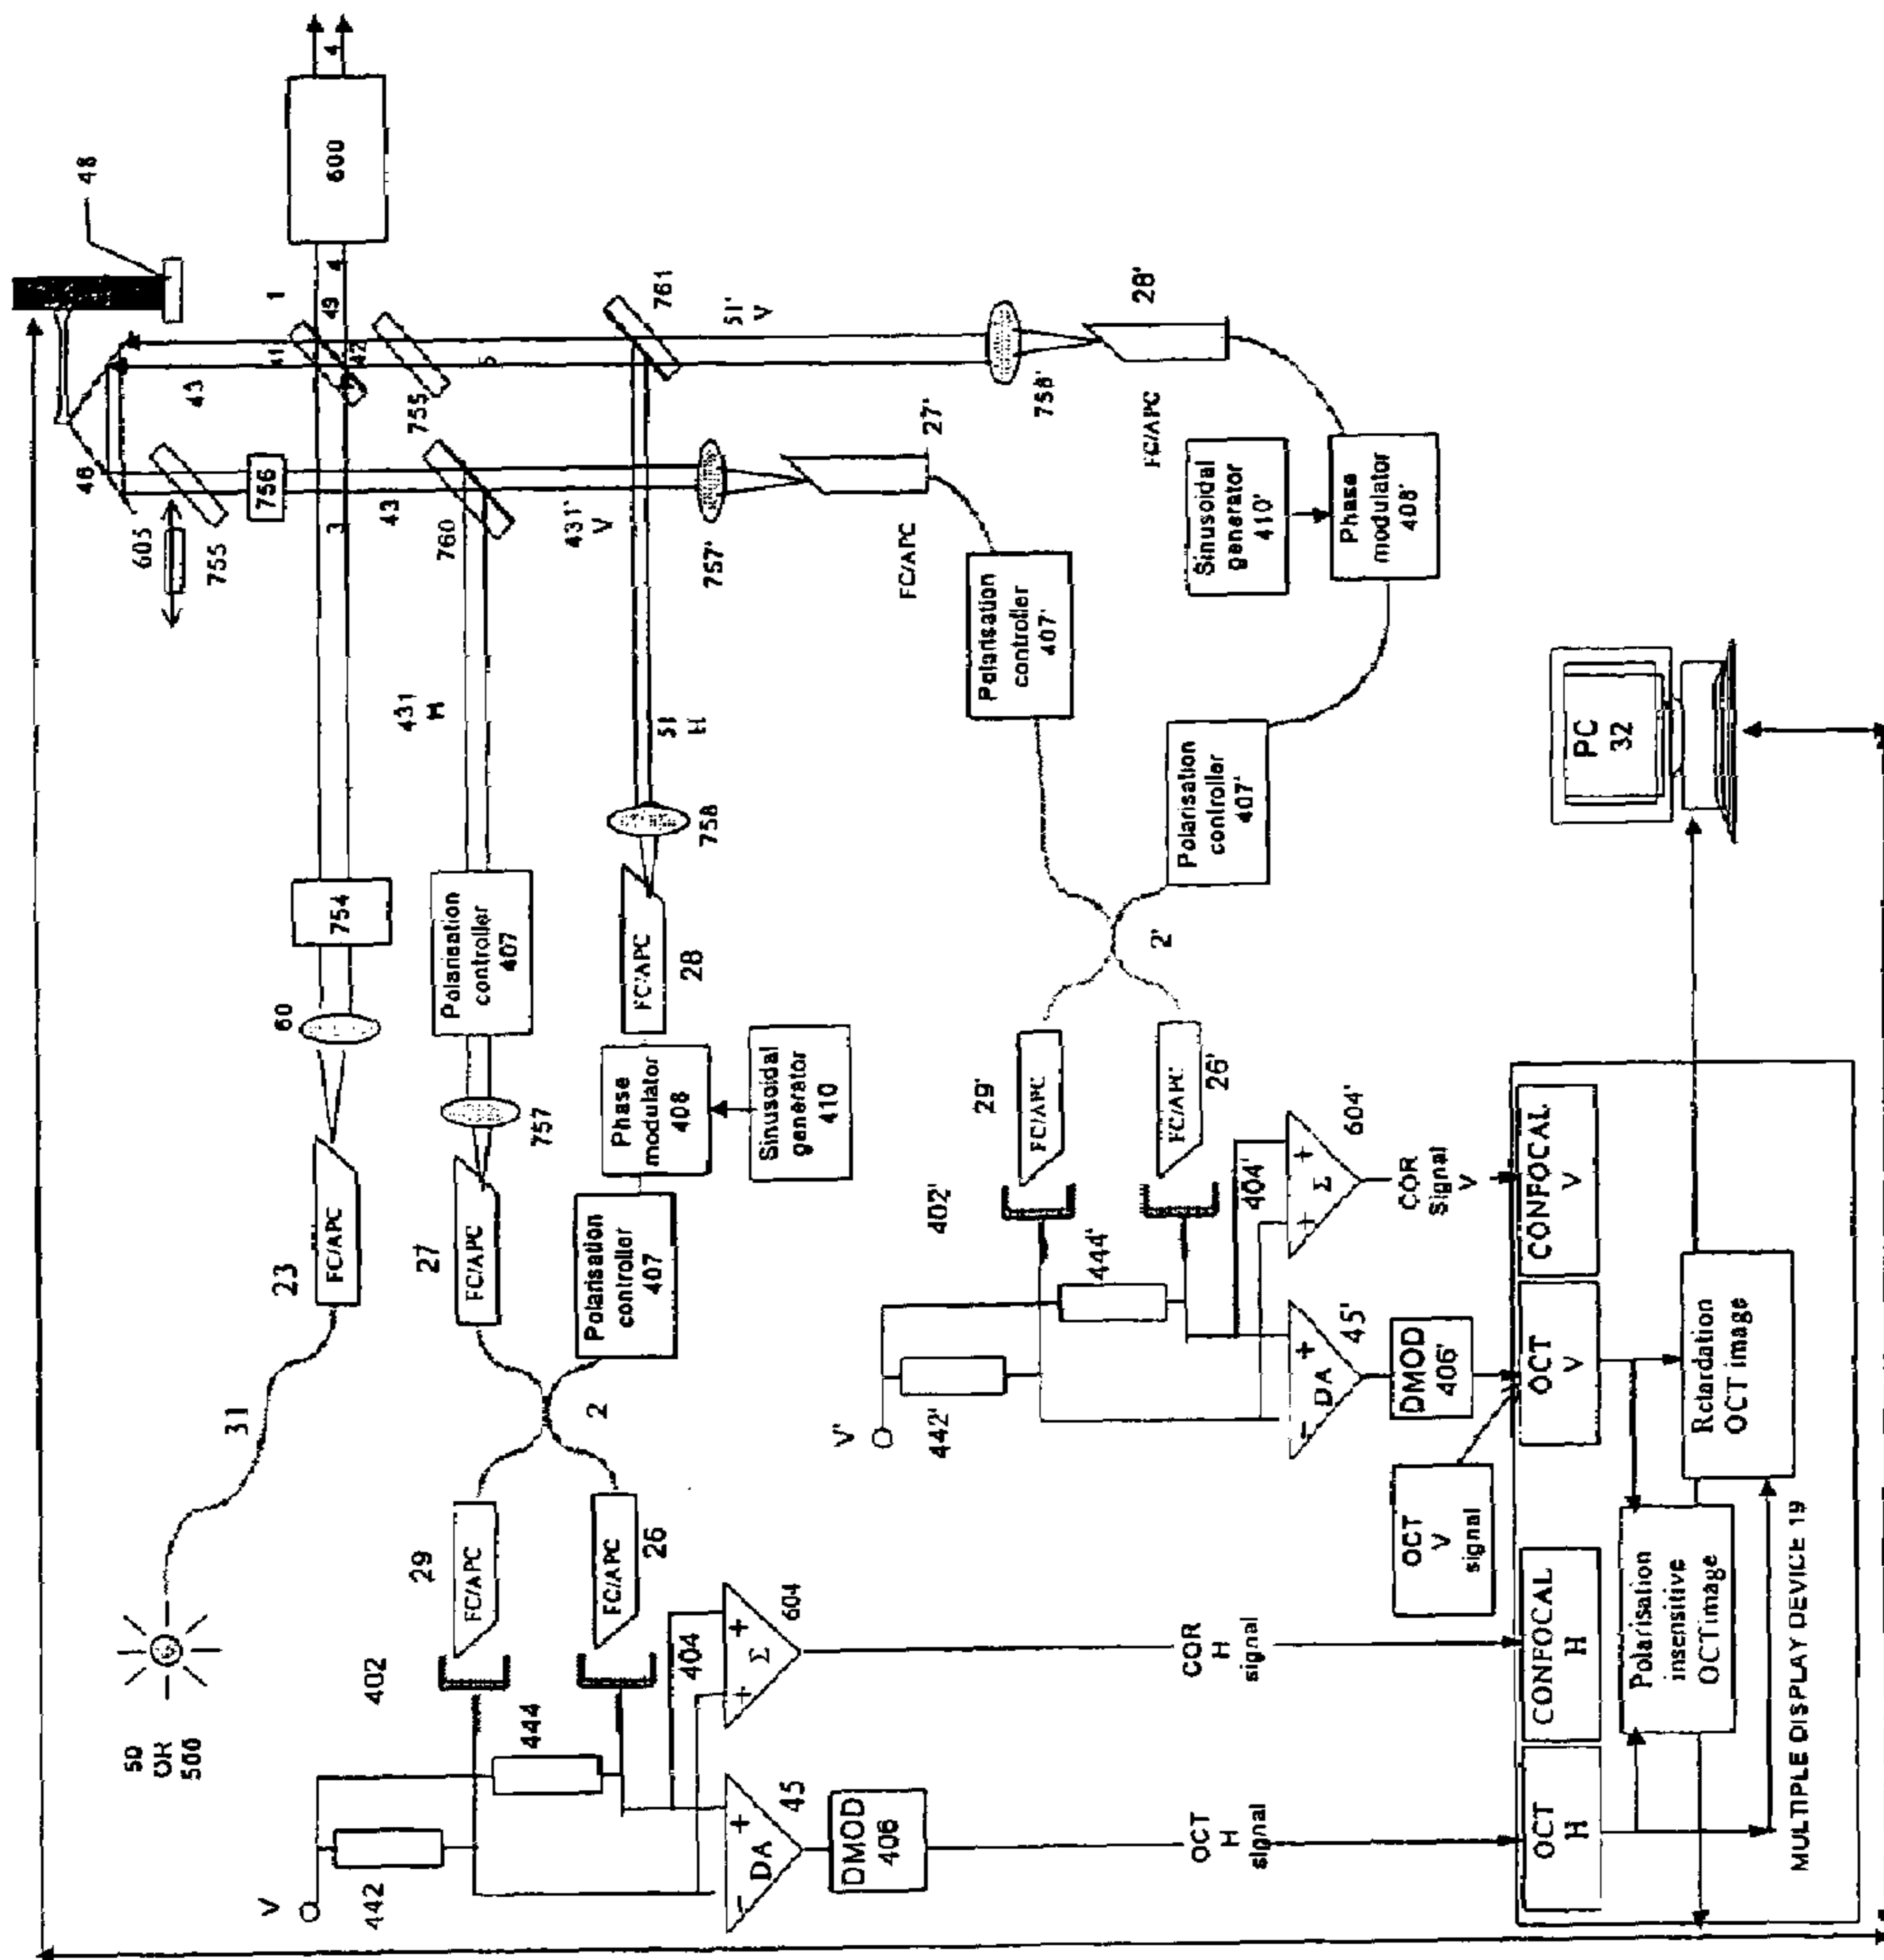 50
OR
500
31
23
FC/APC
60
754
3
1
41
49
42
4
600
4
48
43
46
605
755
756
755
5
43
760
761
431
H
431'
V
51
H
51'
V
Polarisation
controller
407
757
27
FC/APC
758
28
FC/APC
Phase
modulator
408
Sinusoidal
generator
410
Polarisation
controller
407
2
29
FC/APC
26
FC/APC
402
404
444
442
V
DA
45
Σ
604
DMOD
406
OCT
H
signal
COR
H
signal
757'
27'
FC/APC
758'
28'
FC/APC
Sinusoidal
generator
410'
Phase
modulator
408'
Polarisation
controller
407'
Polarisation
controller
407'
2'
29'
FC/APC
26'
FC/APC
402'
404'
444'
442'
V'
DA
45'
Σ
604'
DMOD
406'
COR
Signal
V
OCT
V
signal
OCT
H
CONFOCAL
H
OCT
V
CONFOCAL
V
Polarisation
insensitive
OCTimage
Retardation
OCT image
MULTIPLE DISPLAY DEVICE 19
PC
32